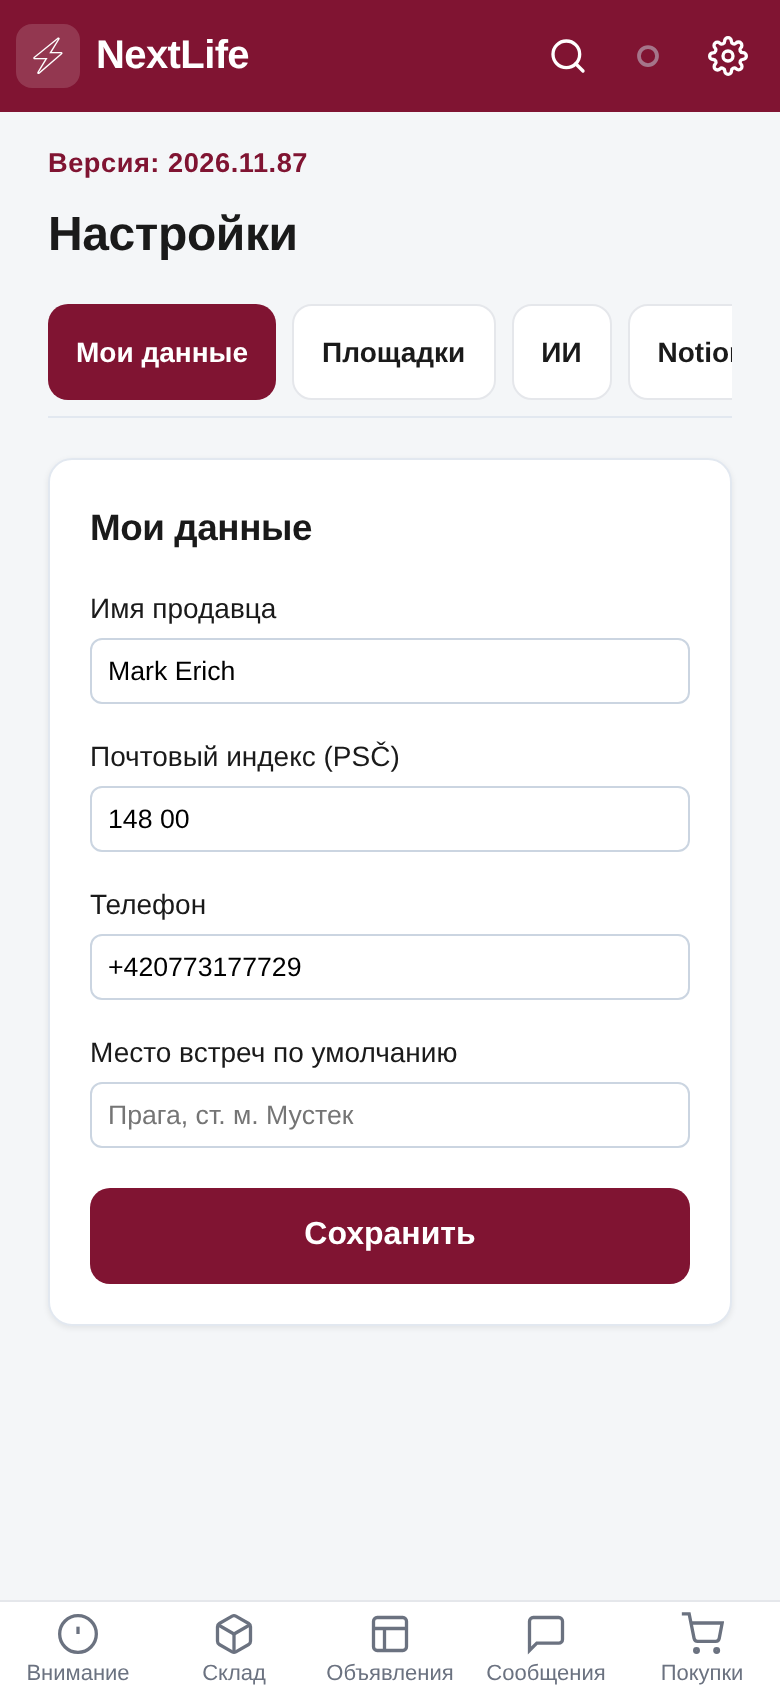 NextLife
Версия: 2026.11.87
Настройки
Мои данные
Площадки
ИИ
Notion
Мои данные
Имя продавца
Mark Erich
Почтовый индекс (PSČ)
148 00
Телефон
+420773177729
Место встреч по умолчанию
Прага, ст. м. Мустек
Сохранить
Внимание
Склад
Объявления
Сообщения
Покупки